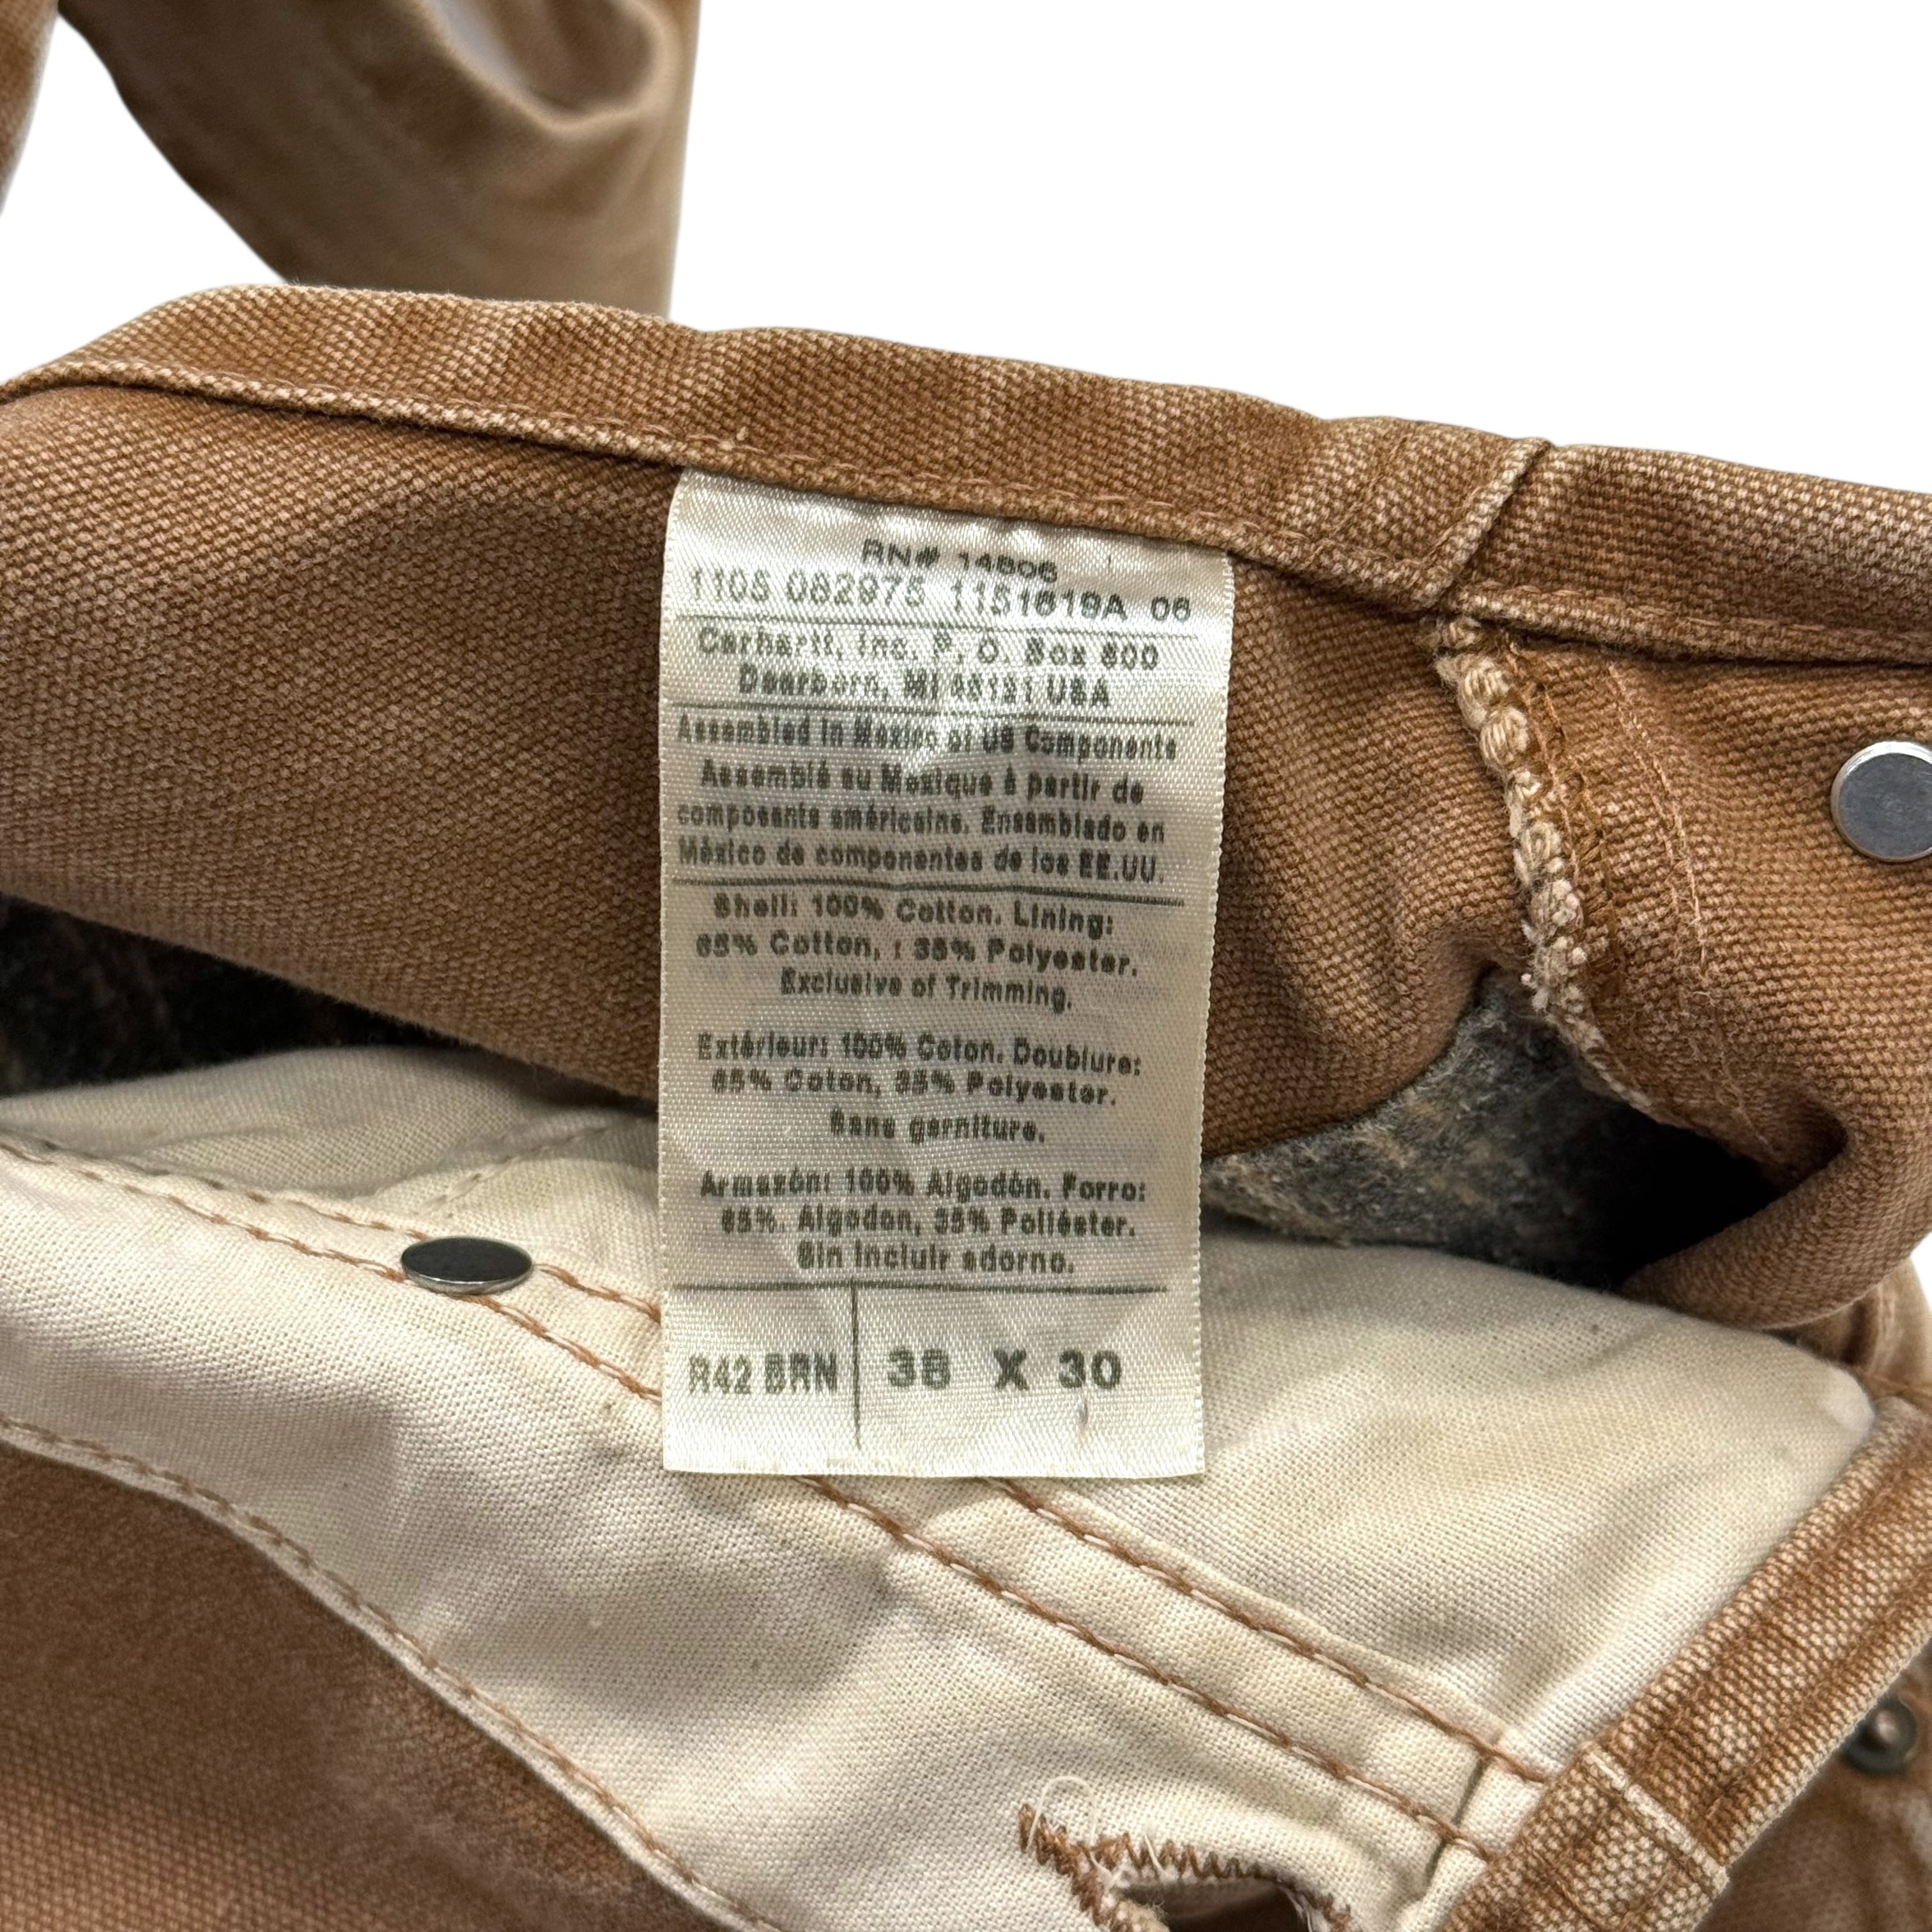 RN# 14806
1105 082975 1151619A 06
Carhartt, Inc. P. O. Box 600
Dearborn, MI 48121 USA
Assembled in Mexico of US Components
Assemblé au Mexique à partir de
composants américains. Ensamblado en
México de componentes de los EE.UU.
Shell: 100% Cotton. Lining:
65% Cotton, : 35% Polyester.
Exclusive of Trimming.
Extérieur: 100% Coton. Doublure:
65% Coton, 35% Polyester.
Sans garniture.
Armazón: 100% Algodón. Forro:
65%. Algodon, 35% Poliéster.
Sin incluir adorno.
R42 BRN 38 X 30